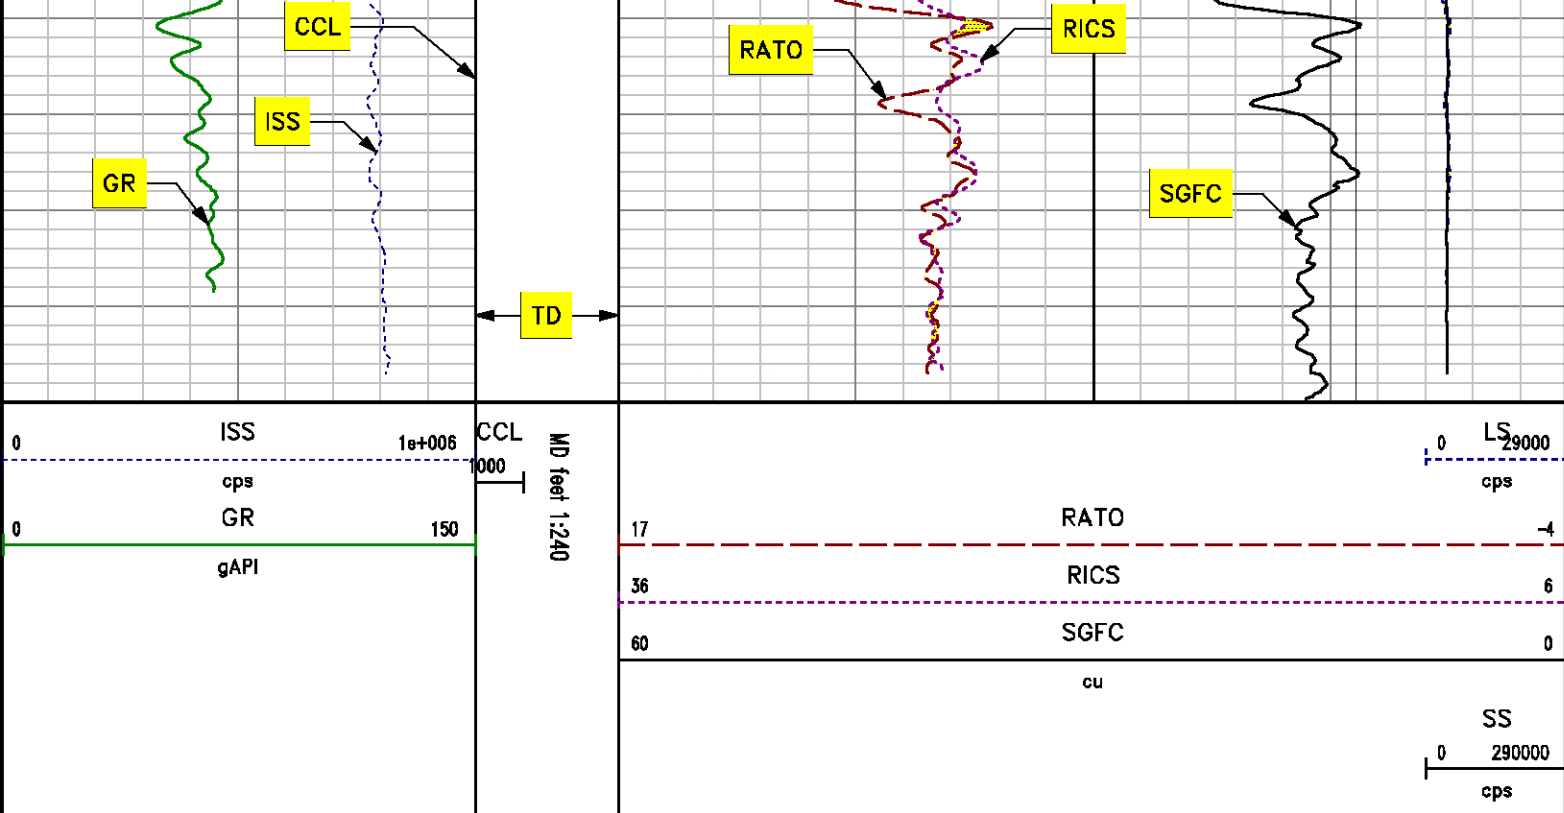 CCL
RICS
RATO
ISS
GR
SGFC
TD
ISS
0 1e+006
cps
GR
0 150
gAPI
CCL
1000
MD feet 1:240
LS
0 29000
cps
RATO
17 -4
RICS
36 6
SGFC
60 0
cu
SS
0 290000
cps